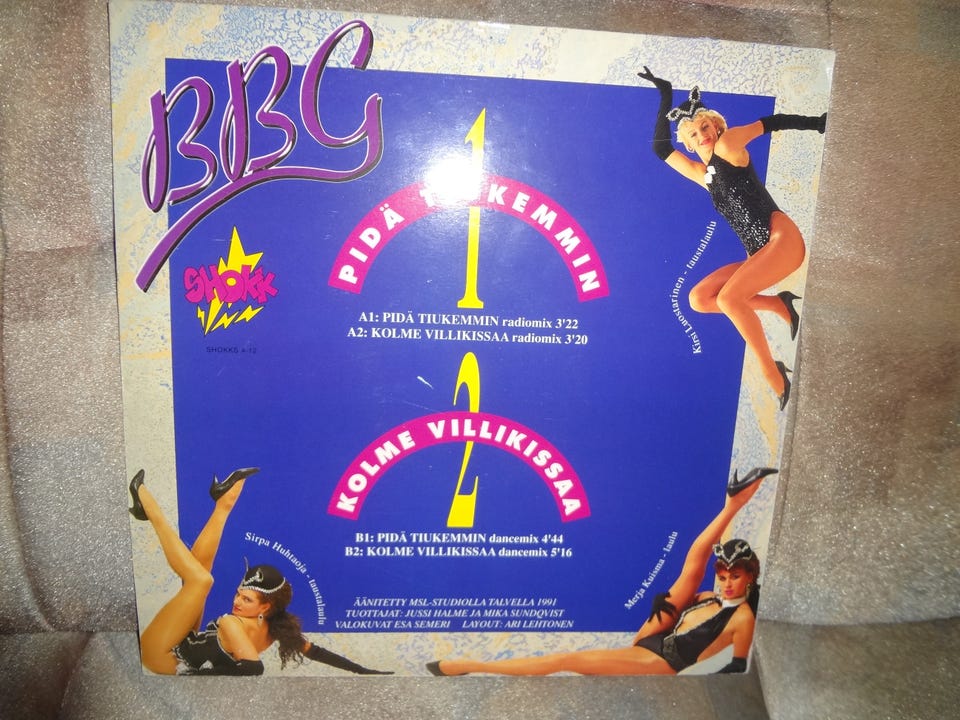 BBG
1
PIDÄ TIUKEMMIN
SHOKK
SHOKKS 4-12
A1: PIDÄ TIUKEMMIN radiomix 3'22
A2: KOLME VILLIKISSAA radiomix 3'20
Kirsi Luostarinen - taustalaulu
2
KOLME VILLIKISSAA
B1: PIDÄ TIUKEMMIN dancemix 4'44
B2: KOLME VILLIKISSAA dancemix 5'16
Sirpa Huhtaoja - taustalaulu
Merja Kuisma - laulu
ÄÄNITETTY MSL-STUDIOLLA TALVELLA 1991
TUOTTAJAT: JUSSI HALME JA MIKA SUNDQVIST
VALOKUVAT ESA SEMERI LAYOUT: ARI LEHTONEN